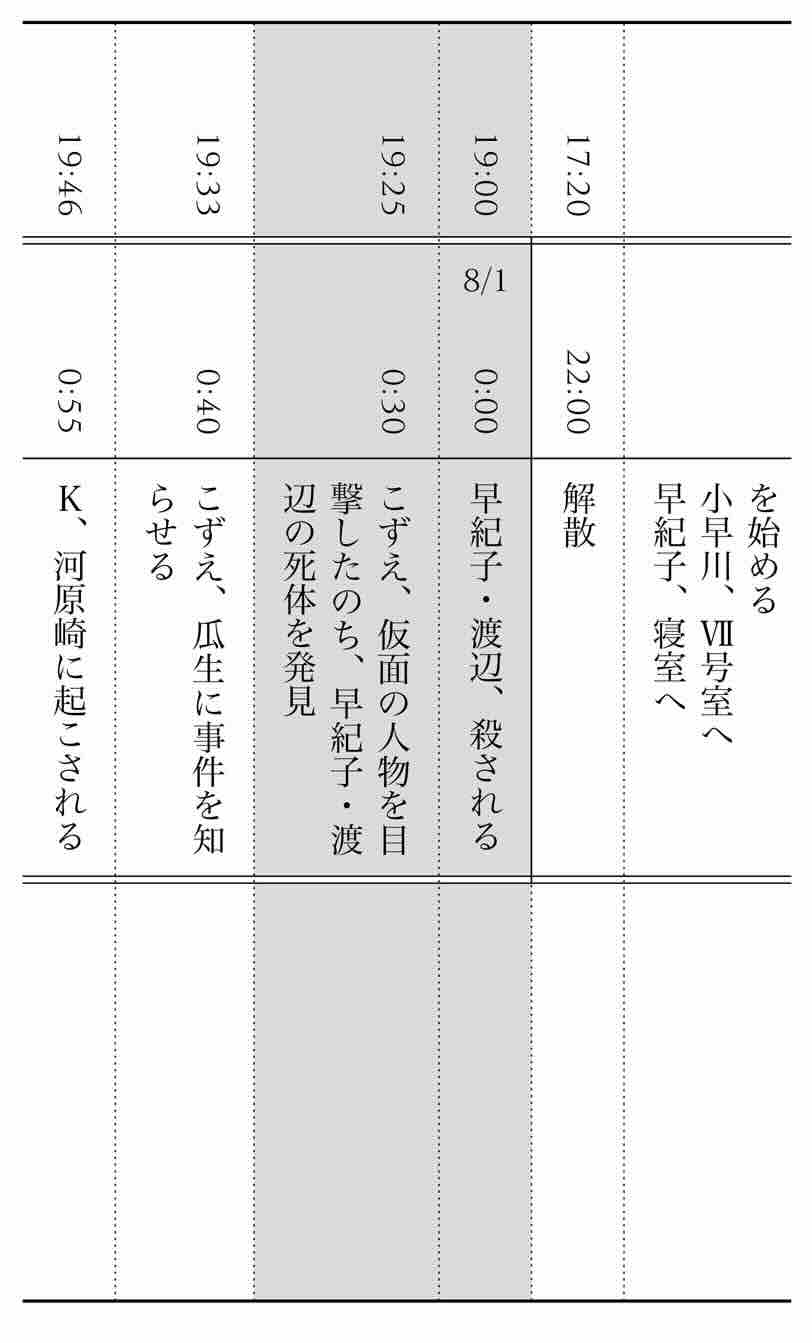 を始める
小早川、Ⅶ号室へ
早紀子、寝室へ
17:20
22:00
解散
19:00
8/1
0:00
早紀子・渡辺、殺される
19:25
0:30
こずえ、仮面の人物を目
撃したのち、早紀子・渡
辺の死体を発見
19:33
0:40
こずえ、瓜生に事件を知
らせる
19:46
0:55
K、河原崎に起こされる